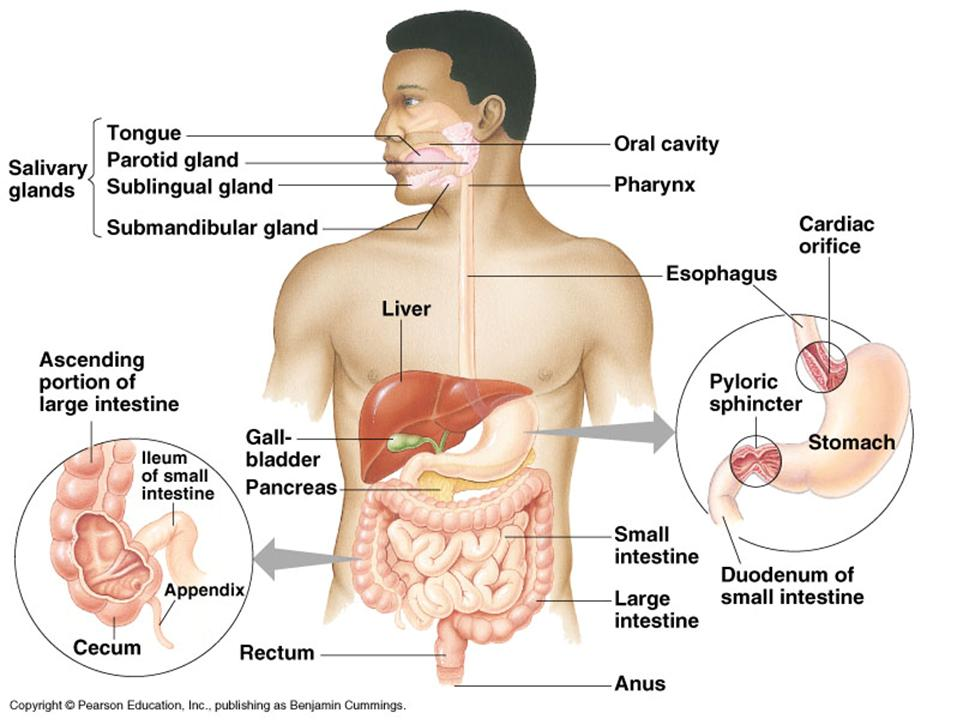 Tongue
Parotid gland
Sublingual gland
Submandibular gland
Salivary
glands
Oral cavity
Pharynx
Cardiac
orifice
Esophagus
Liver
Ascending
portion of
large intestine
Pyloric
sphincter
Stomach
Gall-
bladder
Pancreas
Ileum
of small
intestine
Small
intestine
Duodenum of
small intestine
Appendix
Large
intestine
Cecum
Rectum
Anus
Copyright © Pearson Education, Inc., publishing as Benjamin Cummings.